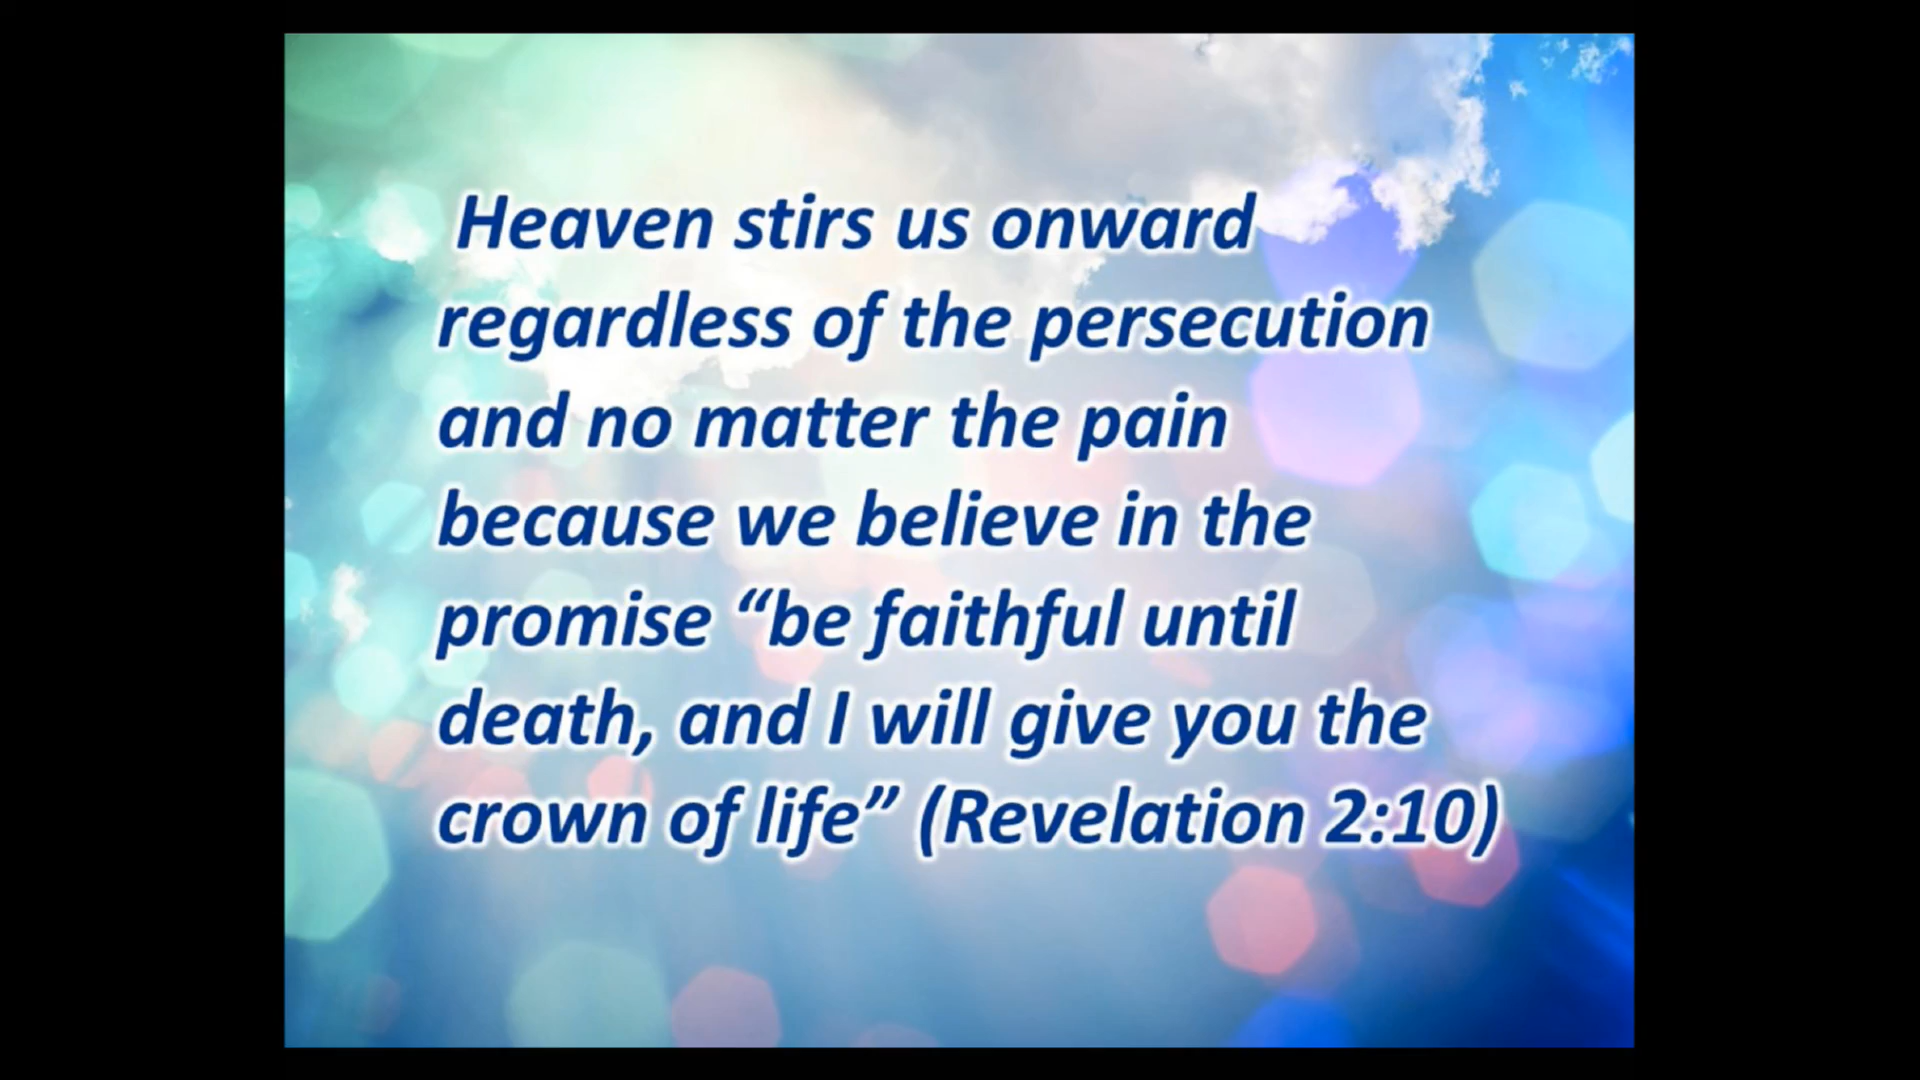 Heaven stirs us onward
regardless of the persecution
and no matter the pain
because we believe in the
promise “be faithful until
death, and I will give you the
crown of life” (Revelation 2:10)